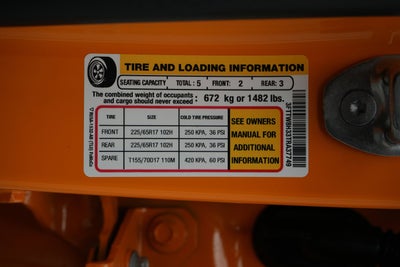 TIRE AND LOADING INFORMATION
SEATING CAPACITY TOTAL : 5 FRONT: 2 REAR: 3
The combined weight of occupants
and cargo should never exceed : 672 kg or 1482 lbs.
TIRE SIZE COLD TIRE PRESSURE
FRONT 225/65R17 102H 250 KPA, 36 PSI
REAR 225/65R17 102H 250 KPA, 36 PSI
SPARE T155/70D17 110M 420 KPA, 60 PSI
SEE OWNERS
MANUAL FOR
ADDITIONAL
INFORMATION